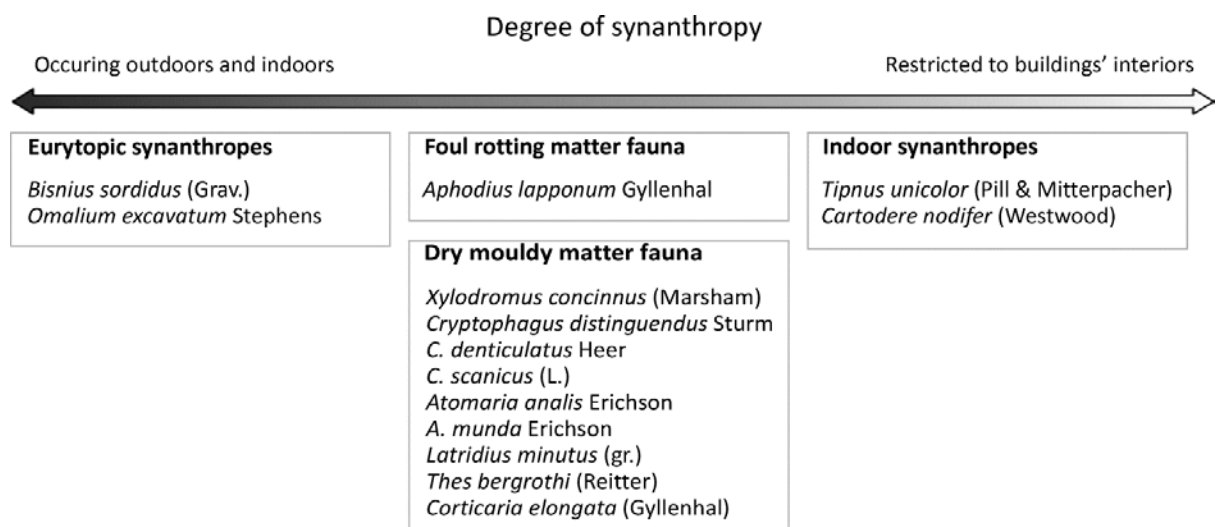 Degree of synanthropy
Occuring outdoors and indoors
Restricted to buildings' interiors
Eurytopic synanthropes
Bisnius sordidus (Grav.)
Omalium excavatum Stephens
Foul rotting matter fauna
Aphodius lapponum Gyllenhal
Dry mouldy matter fauna
Xylodromus concinnus (Marsham)
Cryptophagus distinguendus Sturm
C. denticulatus Heer
C. scanicus (L.)
Atomaria analis Erichson
A. munda Erichson
Latridius minutus (gr.)
Thes bergrothi (Reitter)
Corticaria elongata (Gyllenhal)
Indoor synanthropes
Tipnus unicolor (Pill & Mitterpacher)
Cartodere nodifer (Westwood)